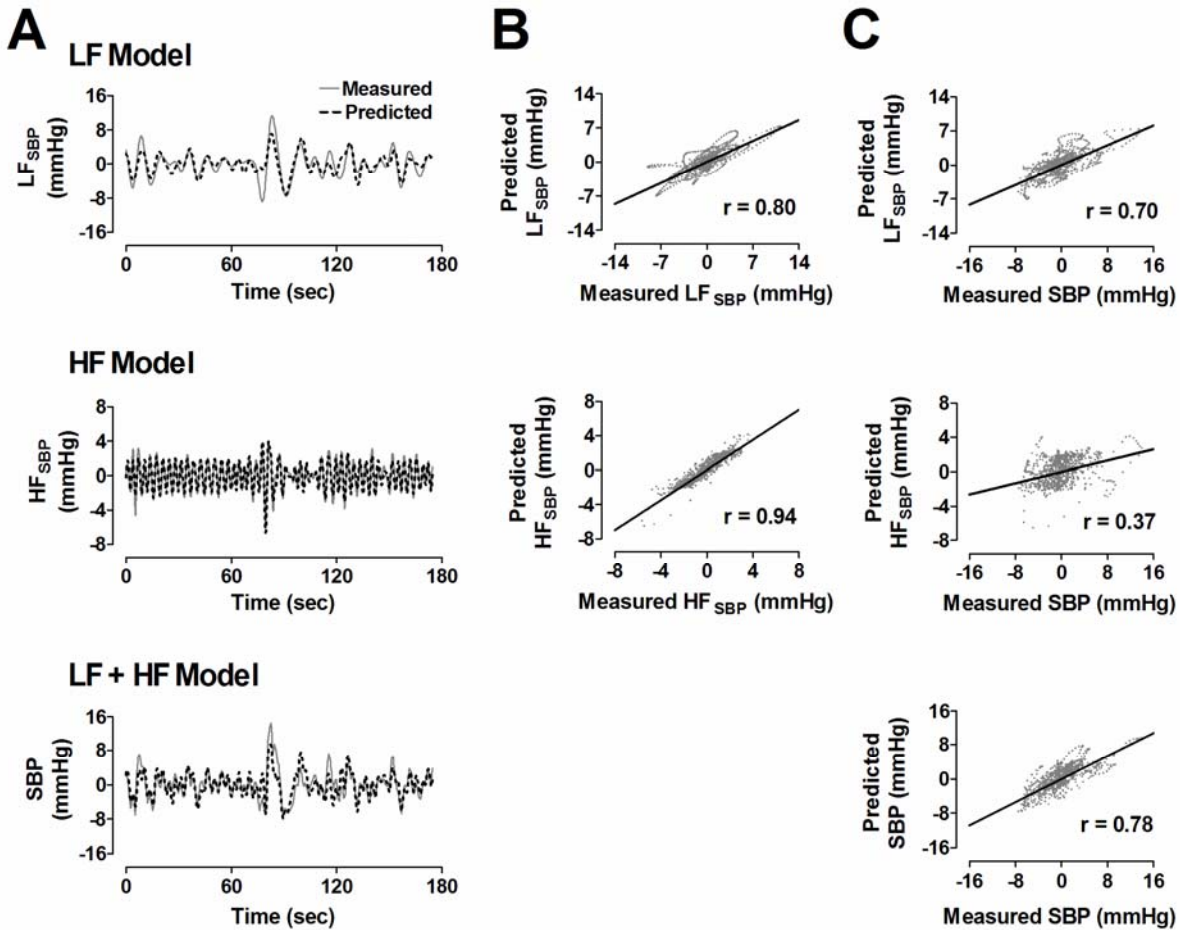 A
B
C
LF Model
Measured
Predicted
LFSBP
(mmHg)
16
8
0
-8
-16
0
60
120
180
Time (sec)
Predicted
LFSBP (mmHg)
14
7
0
-7
-14
r = 0.80
-14
-7
0
7
14
Measured LFSBP (mmHg)
Predicted
LFSBP (mmHg)
14
7
0
-7
-14
r = 0.70
-16
-8
0
8
16
Measured SBP (mmHg)
HF Model
HFSBP
(mmHg)
8
4
0
-4
-8
0
60
120
180
Time (sec)
Predicted
HFSBP (mmHg)
8
4
0
-4
-8
r = 0.94
-8
-4
0
4
8
Measured HFSBP (mmHg)
Predicted
HFSBP (mmHg)
8
4
0
-4
-8
r = 0.37
-16
-8
0
8
16
Measured SBP (mmHg)
LF + HF Model
SBP
(mmHg)
16
8
0
-8
-16
0
60
120
180
Time (sec)
Predicted
SBP (mmHg)
16
8
0
-8
-16
r = 0.78
-16
-8
0
8
16
Measured SBP (mmHg)